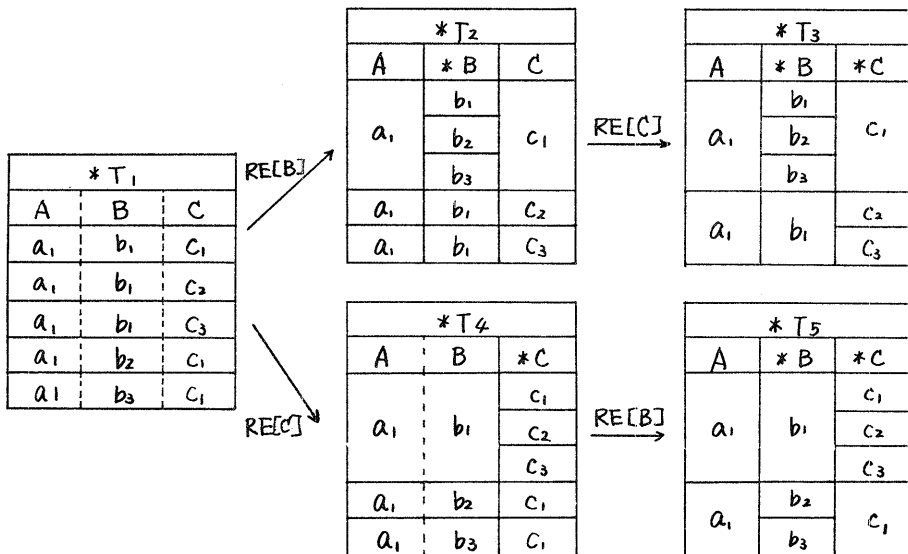 * T1
A B C
a1 b1 c1
a1 b1 c2
a1 b1 c3
a1 b2 c1
a1 b3 c1
RE[B]
* T2
A * B C
a1 b1 c1
b2
b3
a1 b1 c2
a1 b1 c3
RE[C]
* T3
A * B * C
a1 b1 c1
b2
b3
a1 b1 c2
c3
RE[C]
* T4
A B * C
a1 b1 c1
c2
c3
a1 b2 c1
a1 b3 c1
RE[B]
* T5
A * B * C
a1 b1 c1
c2
c3
a1 b2 c1
b3